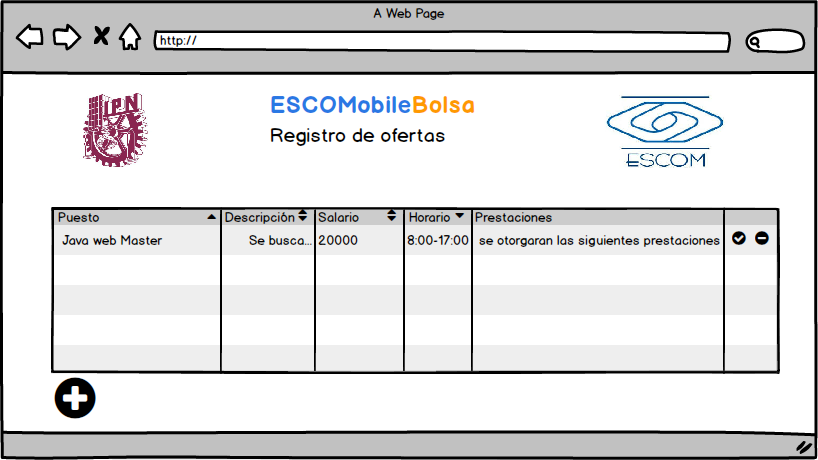 A Web Page
http://
IPN
ESCOMobileBolsa
Registro de ofertas
ESCOM
Puesto Descripción Salario Horario Prestaciones
Java web Master Se busca... 20000 8:00-17:00 se otorgaran las siguientes prestaciones